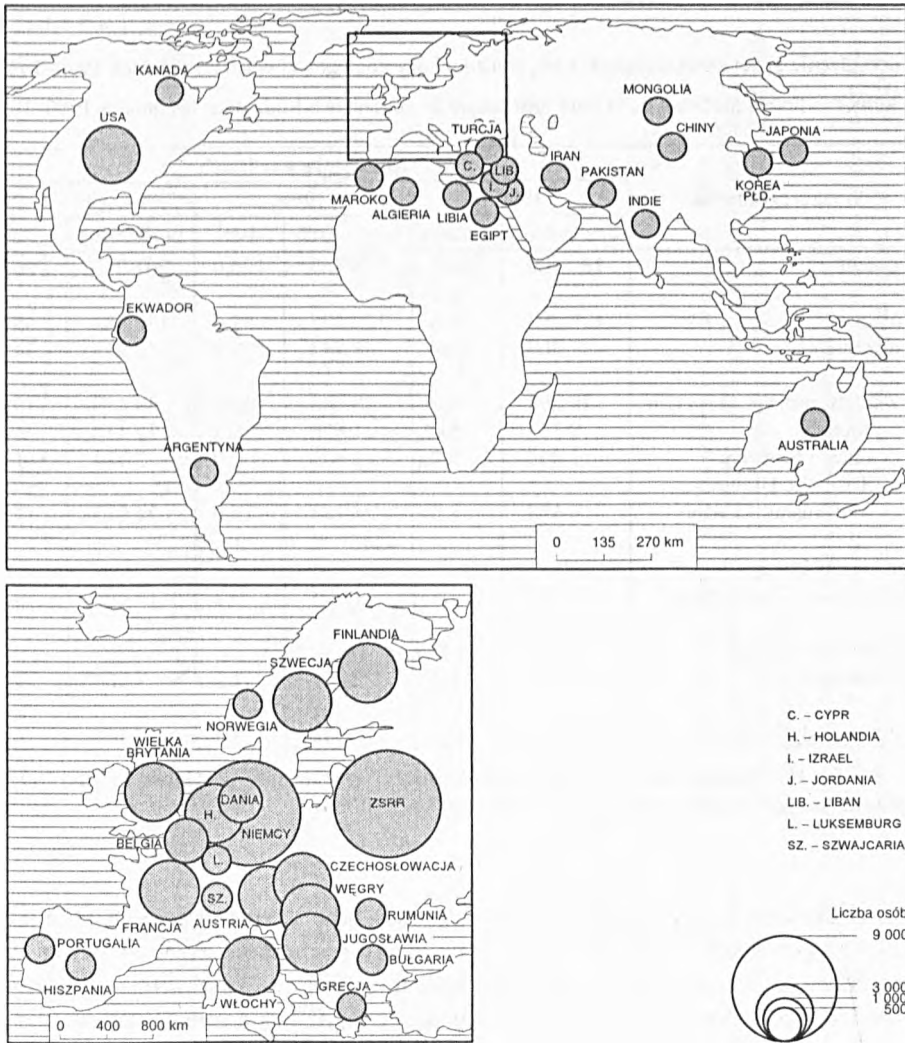 KANADA
USA
MONGOLIA
CHINY
JAPONIA
TURCJA
C.
LIB.
I.
J.
IRAN
PAKISTAN
KOREA
PŁD.
MAROKO
ALGIERIA
LIBIA
EGIPT
INDIE
EKWADOR
ARGENTYNA
AUSTRALIA
0 135 270 km
FINLANDIA
SZWECJA
NORWEGIA
WIELKA
BRYTANIA
DANIA
H.
NIEMCY
ZSRR
BELGIA
L.
CZECHOSŁOWACJA
WĘGRY
SZ.
AUSTRIA
FRANCJA
RUMUNIA
JUGOSŁAWIA
BUŁGARIA
PORTUGALIA
HISZPANIA
WŁOCHY
GRECJA
0 400 800 km
C. – CYPR
H. – HOLANDIA
I. – IZRAEL
J. – JORDANIA
LIB. – LIBAN
L. – LUKSEMBURG
SZ. – SZWAJCARIA
Liczba osób
9 000
3 000
1 000
500